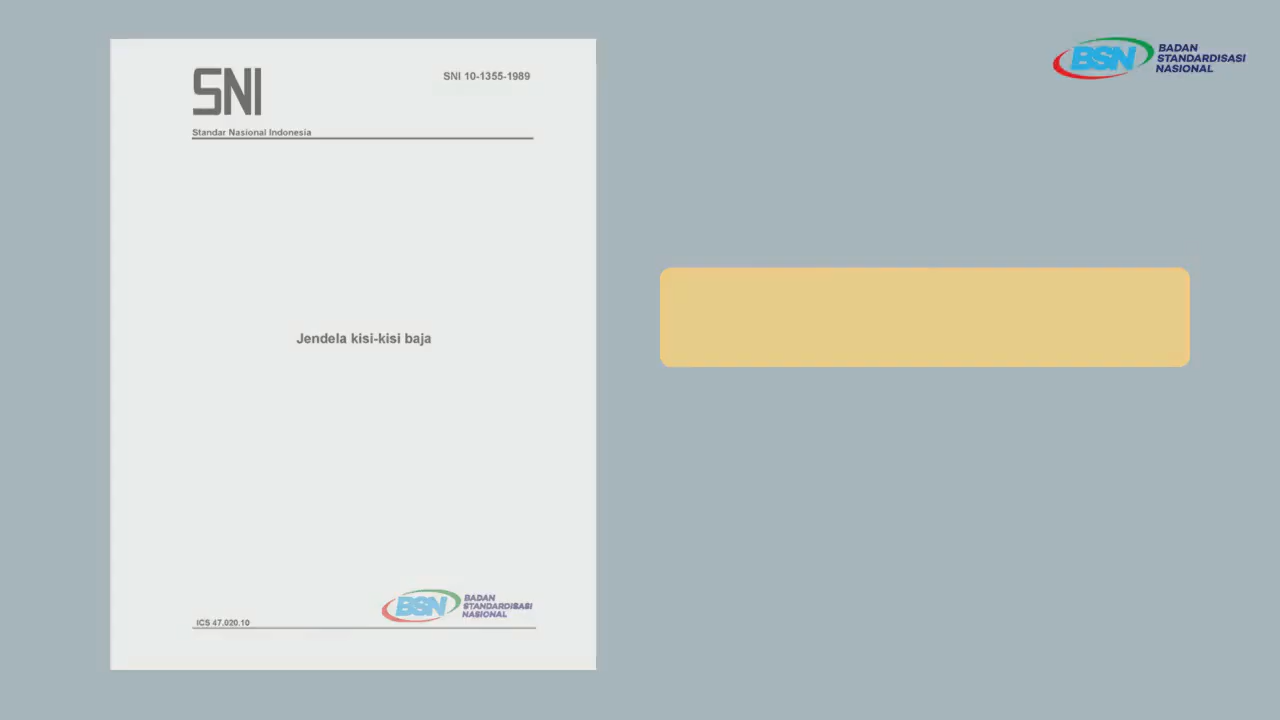 SNI
SNI 10-1355-1989
Standar Nasional Indonesia
Jendela kisi-kisi baja
BSN BADAN
STANDARDISASI
NASIONAL
ICS 47.020.10
BSN BADAN
STANDARDISASI
NASIONAL